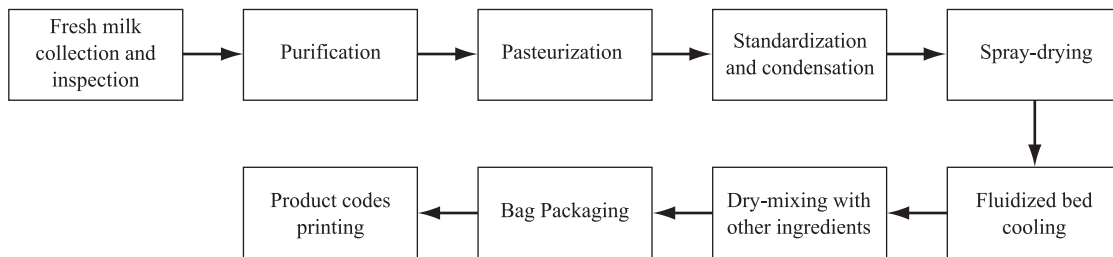 Fresh milk
collection and
inspection
Purification
Pasteurization
Standardization
and condensation
Spray-drying
Fluidized bed
cooling
Dry-mixing with
other ingredients
Bag Packaging
Product codes
printing